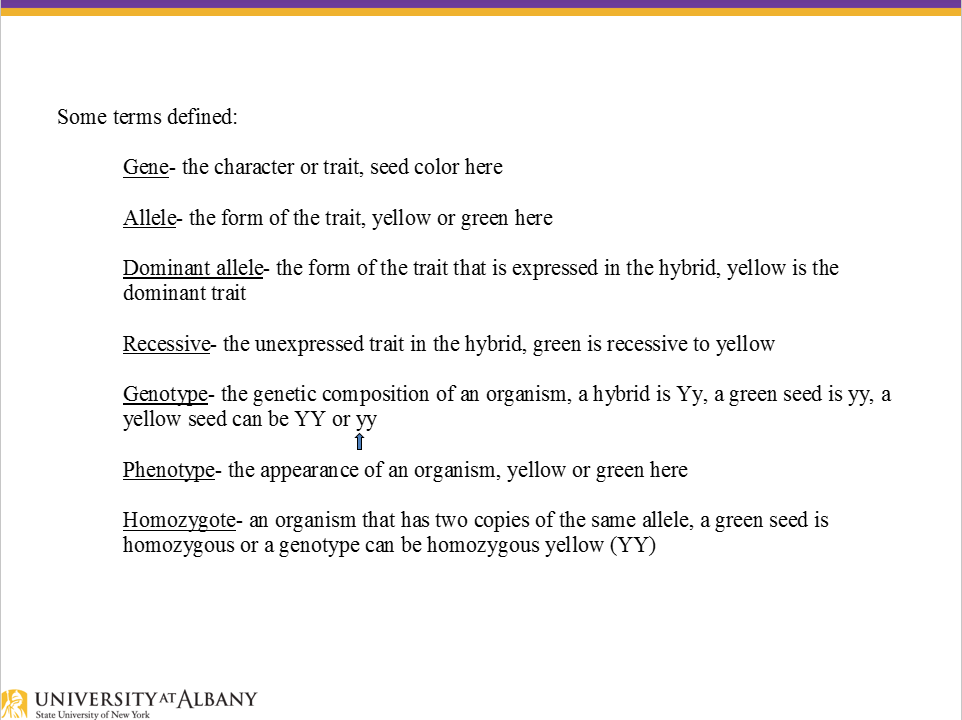 Some terms defined:
Gene- the character or trait, seed color here
Allele- the form of the trait, yellow or green here
Dominant allele- the form of the trait that is expressed in the hybrid, yellow is the
dominant trait
Recessive- the unexpressed trait in the hybrid, green is recessive to yellow
Genotype- the genetic composition of an organism, a hybrid is Yy, a green seed is yy, a
yellow seed can be YY or yy
Phenotype- the appearance of an organism, yellow or green here
Homozygote- an organism that has two copies of the same allele, a green seed is
homozygous or a genotype can be homozygous yellow (YY)
UNIVERSITY AT ALBANY
State University of New York